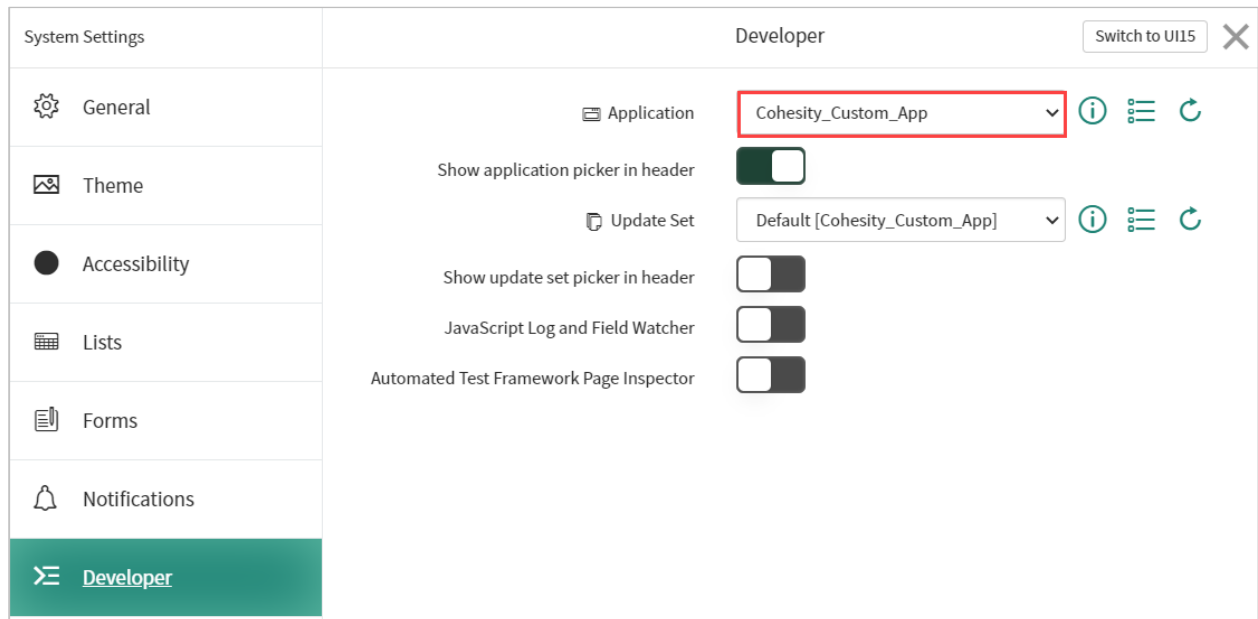 System Settings
Developer
Switch to UI15
General
Theme
Accessibility
Lists
Forms
Notifications
Developer
Application
Cohesity_Custom_App
Show application picker in header
Update Set
Default [Cohesity_Custom_App]
Show update set picker in header
JavaScript Log and Field Watcher
Automated Test Framework Page Inspector